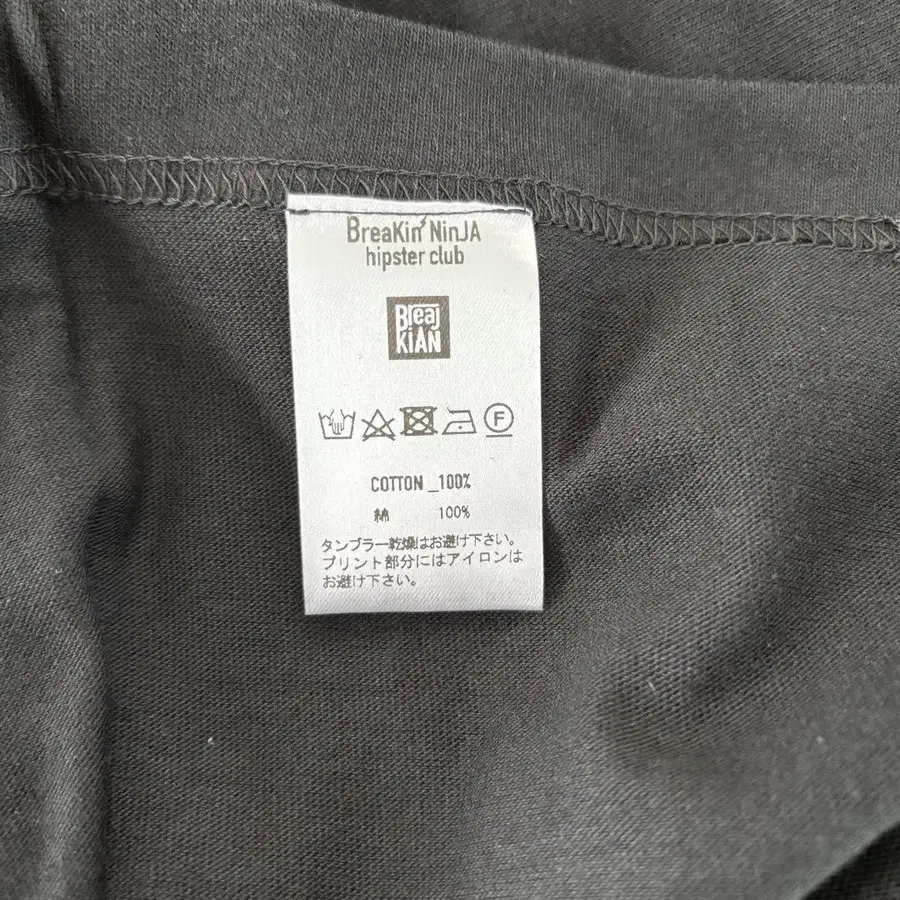 BreaKin' NinJA
hipster club
Breaj
KiAN
F
COTTON _100%
綿 100%
タンブラー乾燥はお避け下さい。
プリント部分にはアイロンは
お避け下さい。